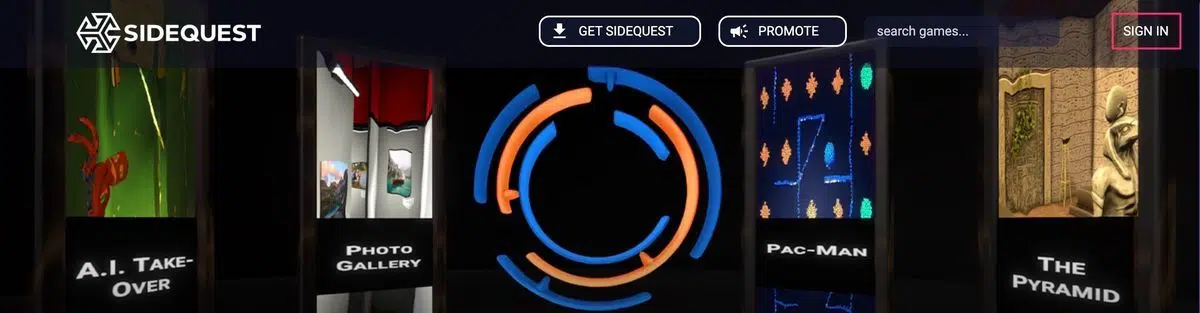 SIDEQUEST
GET SIDEQUEST
PROMOTE
search games...
SIGN IN
A.I. TAKE-
OVER
PHOTO
GALLERY
PAC-MAN
THE
PYRAMID